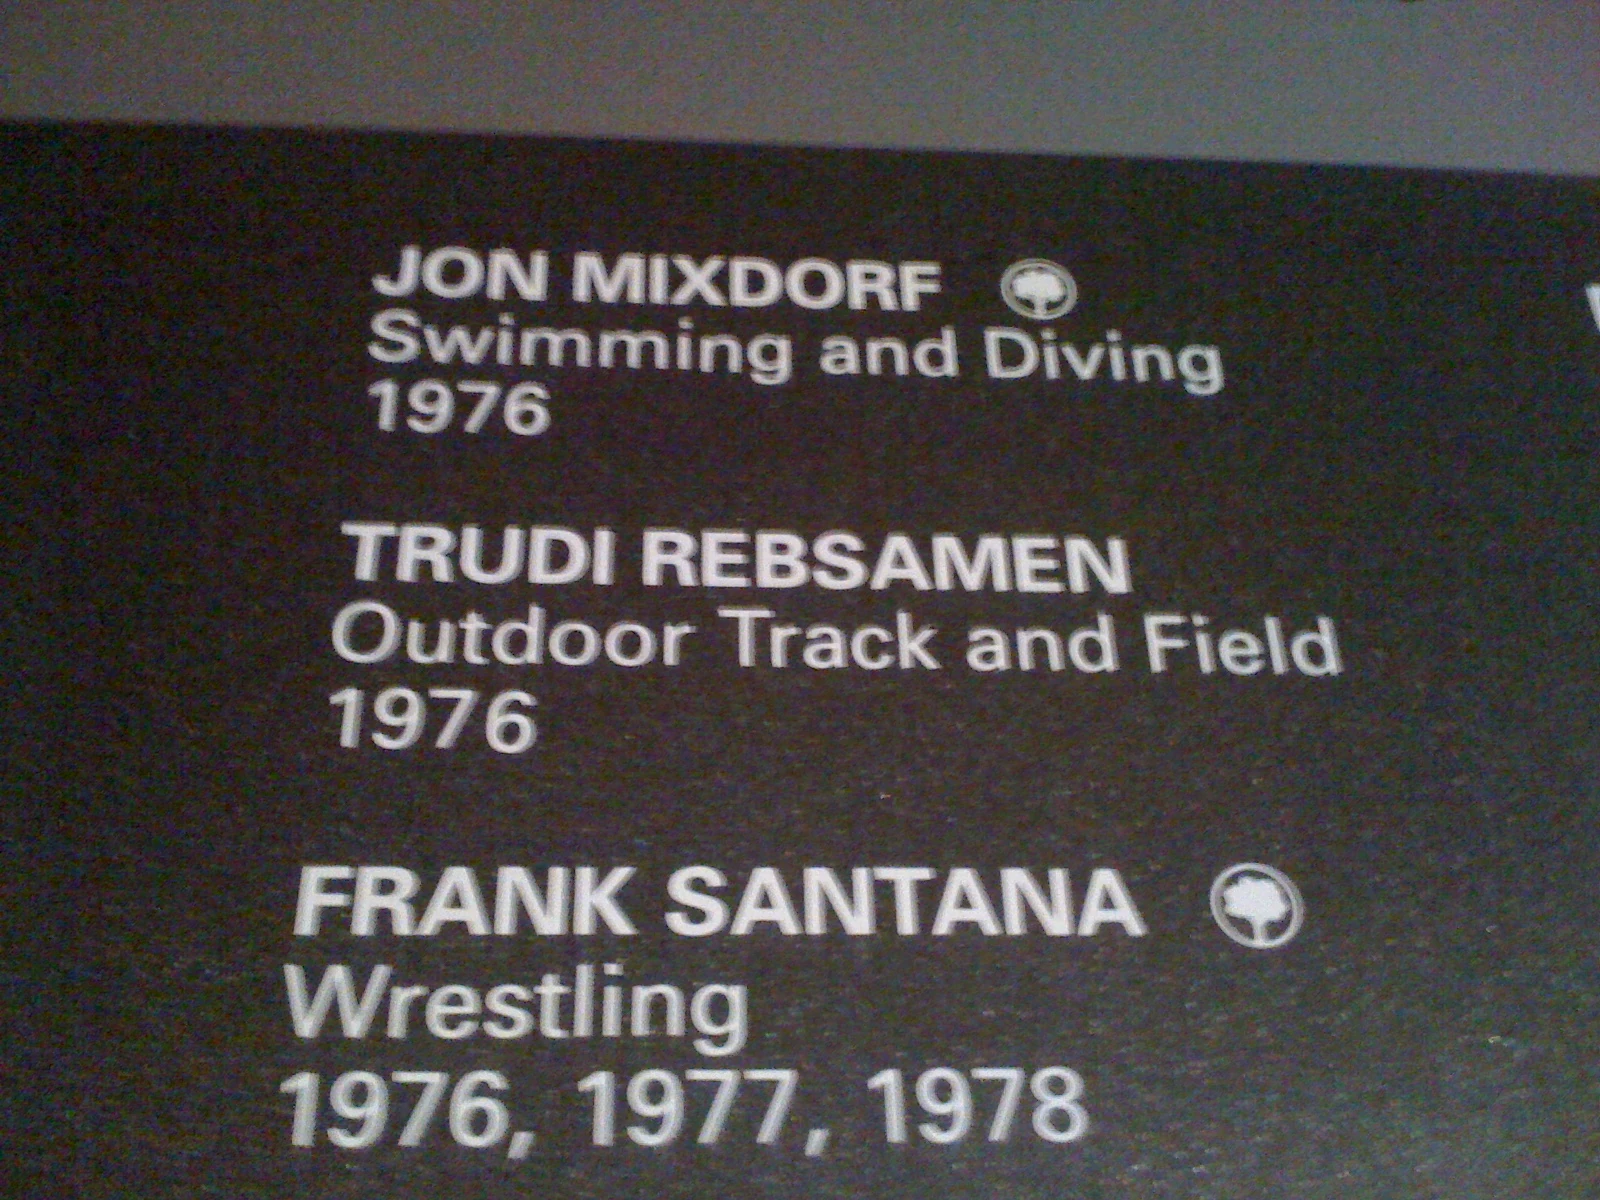 JON MIXDORF
Swimming and Diving
1976
TRUDI REBSAMEN
Outdoor Track and Field
1976
FRANK SANTANA
Wrestling
1976, 1977, 1978